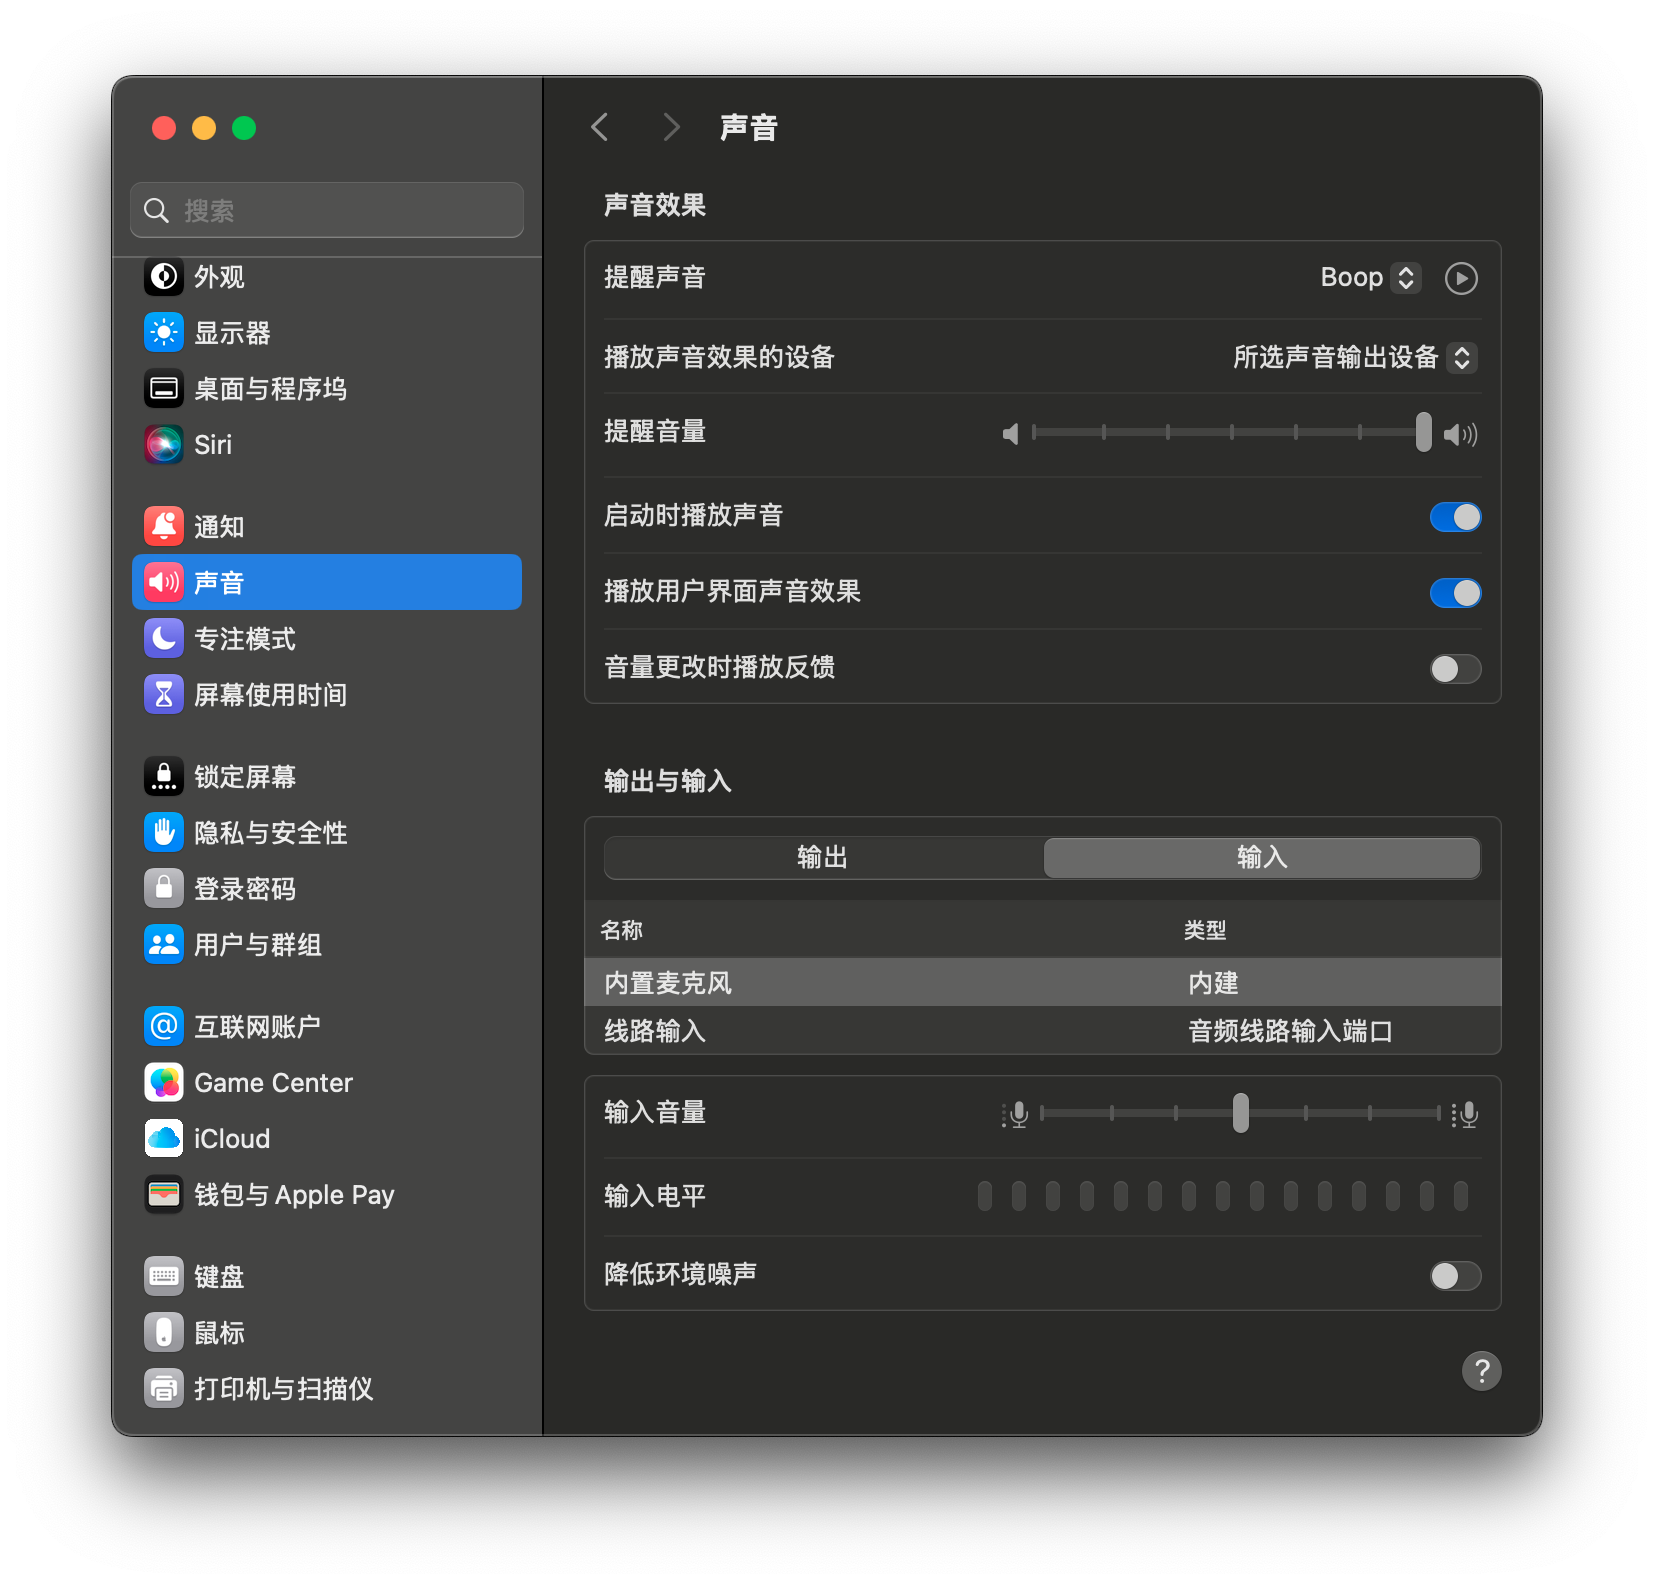 搜索
外观
显示器
桌面与程序坞
Siri
通知
声音
专注模式
屏幕使用时间
锁定屏幕
隐私与安全性
登录密码
用户与群组
互联网账户
Game Center
iCloud
钱包与 Apple Pay
键盘
鼠标
打印机与扫描仪
声音
声音效果
提醒声音 Boop
播放声音效果的设备 所选声音输出设备
提醒音量
启动时播放声音
播放用户界面声音效果
音量更改时播放反馈
输出与输入
输出 输入
名称 类型
内置麦克风 内建
线路输入 音频线路输入端口
输入音量
输入电平
降低环境噪声
?